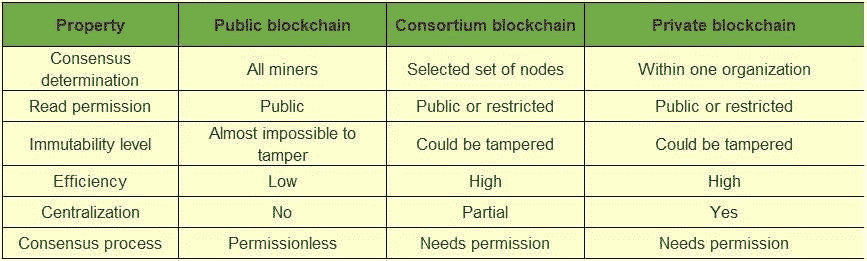 Property Public blockchain Consortium blockchain Private blockchain
Consensus
determination All miners Selected set of nodes Within one organization
Read permission Public Public or restricted Public or restricted
Immutability level Almost impossible to
tamper Could be tampered Could be tampered
Efficiency Low High High
Centralization No Partial Yes
Consensus process Permissionless Needs permission Needs permission